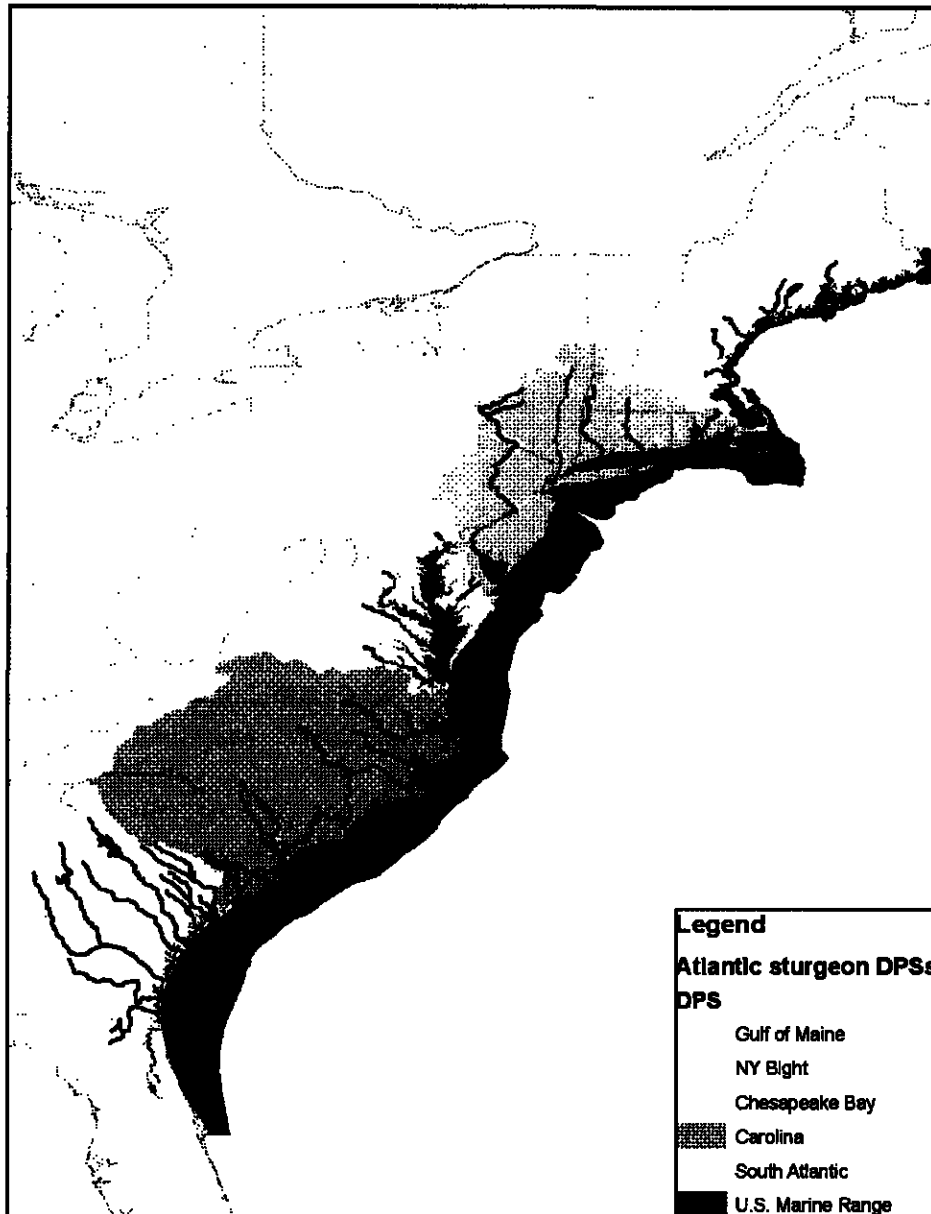 Legend
Atlantic sturgeon DPSs
DPS
Gulf of Maine
NY Bight
Chesapeake Bay
Carolina
South Atlantic
U.S. Marine Range